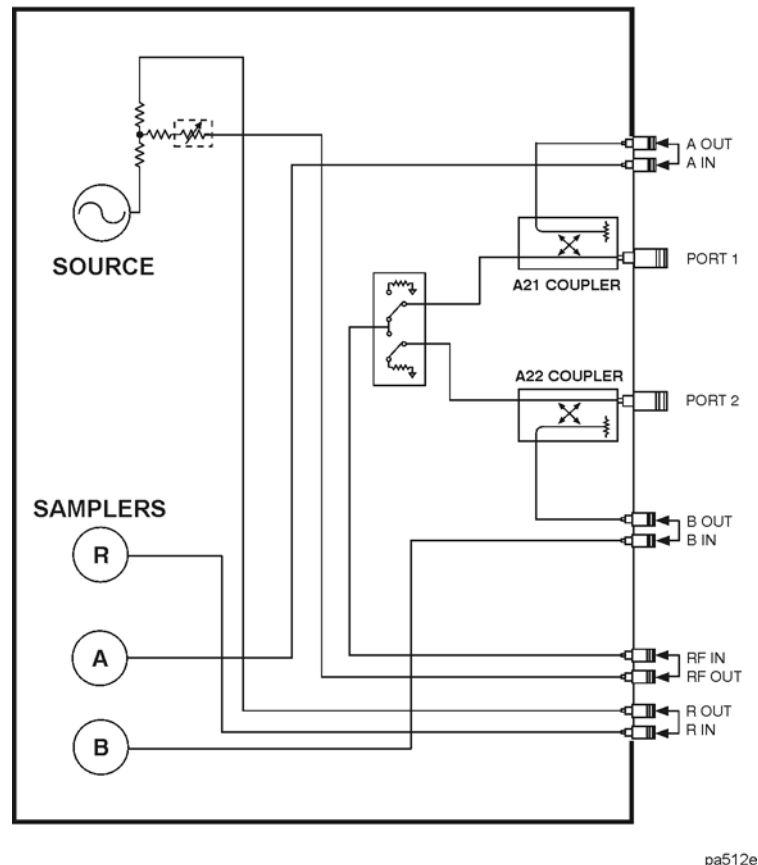 SOURCE
A OUT
A IN
PORT 1
A21 COUPLER
A22 COUPLER
PORT 2
SAMPLERS
R
A
B
B OUT
B IN
RF IN
RF OUT
R OUT
R IN
pa512e